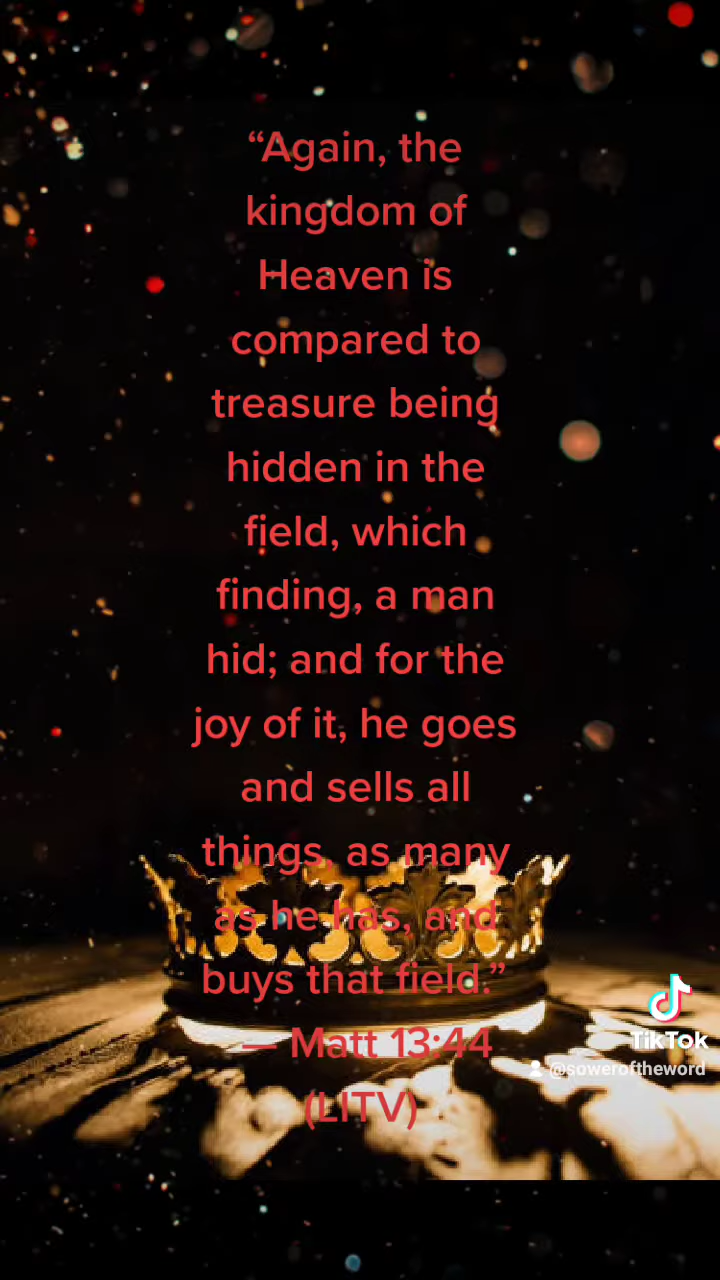 “Again, the
kingdom of
Heaven is
compared to
treasure being
hidden in the
field, which
finding, a man
hid; and for the
joy of it, he goes
and sells all
things, as many
as he has, and
buys that field.”
— Matt 13:44
(LITV)
TikTok
@soweroftheword